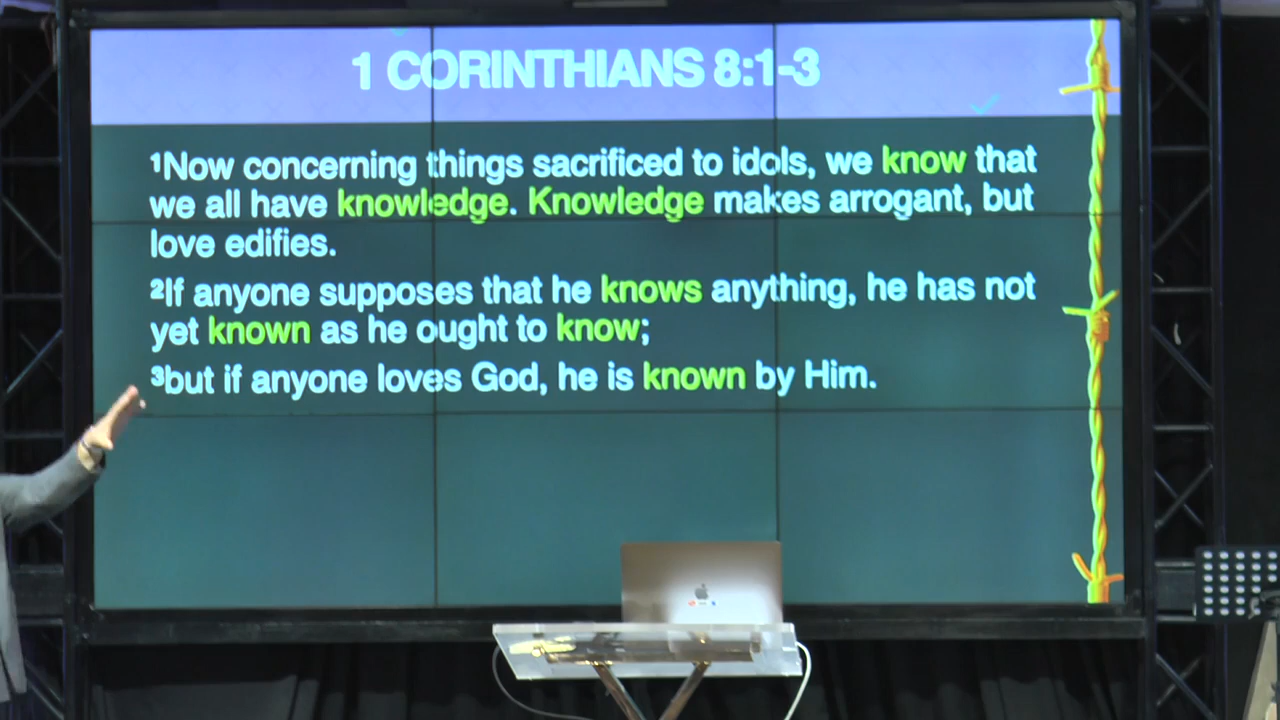 1 CORINTHIANS 8:1-3
¹Now concerning things sacrificed to idols, we know that
we all have knowledge. Knowledge makes arrogant, but
love edifies.
²If anyone supposes that he knows anything, he has not
yet known as he ought to know;
³but if anyone loves God, he is known by Him.